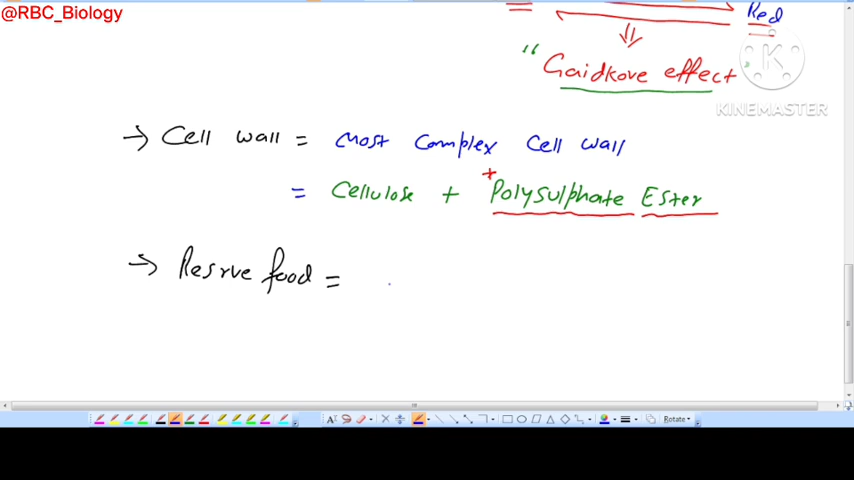 @RBC_Biology
= Red
"Gaidkove effect"
K
KINEMASTER
→ Cell wall = most complex cell wall
= Cellulose + Polysulphate Ester
→ Resrve food =
Rotate